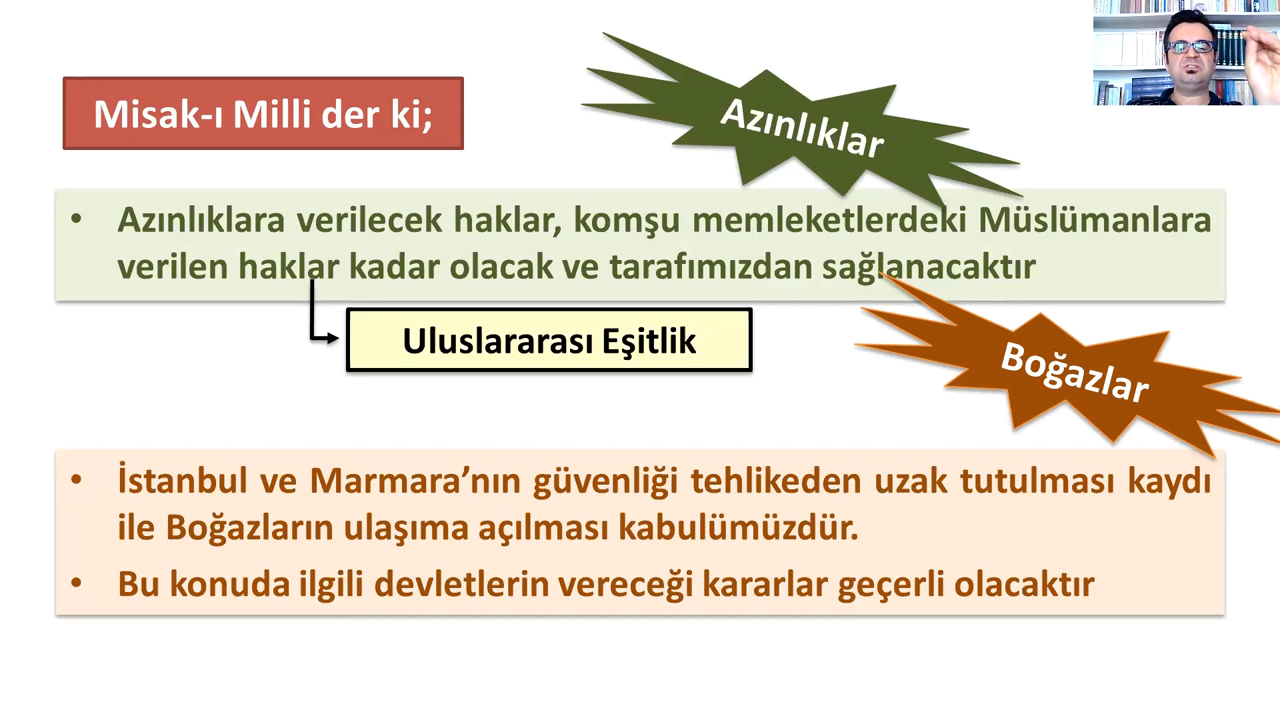 Misak-ı Milli der ki;
Azınlıklar
• Azınlıklara verilecek haklar, komşu memleketlerdeki Müslümanlara
verilen haklar kadar olacak ve tarafımızdan sağlanacaktır
Uluslararası Eşitlik
Boğazlar
• İstanbul ve Marmara’nın güvenliği tehlikeden uzak tutulması kaydı
ile Boğazların ulaşıma açılması kabulümüzdür.
• Bu konuda ilgili devletlerin vereceği kararlar geçerli olacaktır